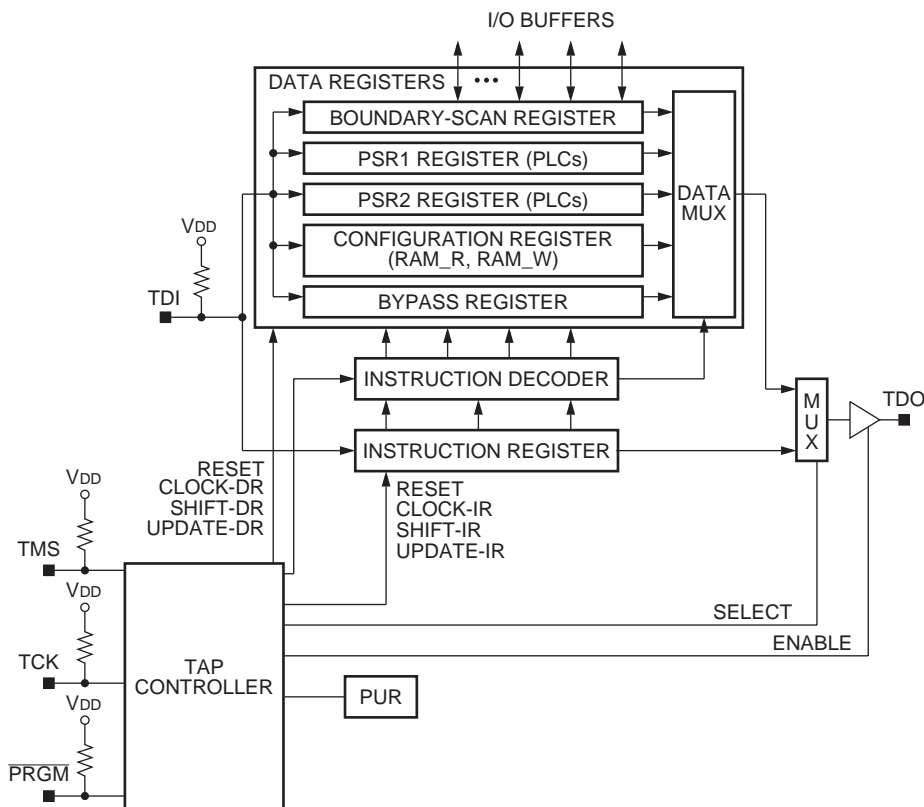 I/O BUFFERS
DATA REGISTERS
BOUNDARY-SCAN REGISTER
PSR1 REGISTER (PLCs)
PSR2 REGISTER (PLCs)
CONFIGURATION REGISTER
(RAM_R, RAM_W)
BYPASS REGISTER
DATA
MUX
VDD
TDI
INSTRUCTION DECODER
INSTRUCTION REGISTER
M
U
X
TDO
RESET
CLOCK-DR
SHIFT-DR
UPDATE-DR
RESET
CLOCK-IR
SHIFT-IR
UPDATE-IR
VDD
TMS
VDD
TCK
VDD
PRGM
TAP
CONTROLLER
SELECT
ENABLE
PUR